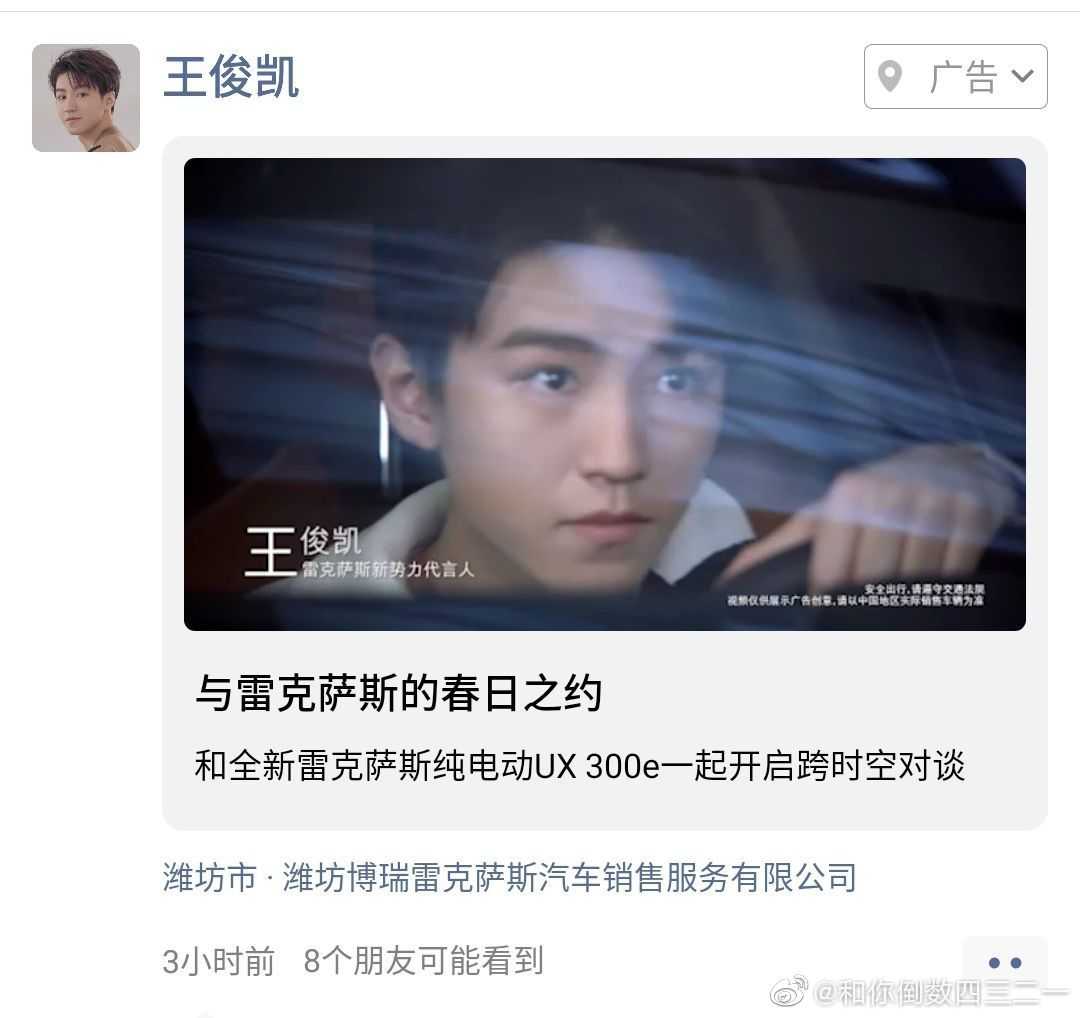 王俊凯
广告
王俊凯
雷克萨斯新势力代言人
安全出行,请遵守交通法规
视频仅供展示广告创意,请以中国地区实际销售车辆为准
与雷克萨斯的春日之约
和全新雷克萨斯纯电动UX 300e一起开启跨时空对谈
潍坊市 · 潍坊博瑞雷克萨斯汽车销售服务有限公司
3小时前 8个朋友可能看到
@和你倒数四三二一